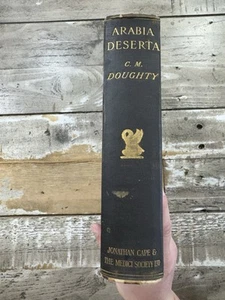 ARABIA
DESERTA
C. M.
DOUGHTY
JONATHAN CAPE &
THE MEDICI SOCIETY LTD